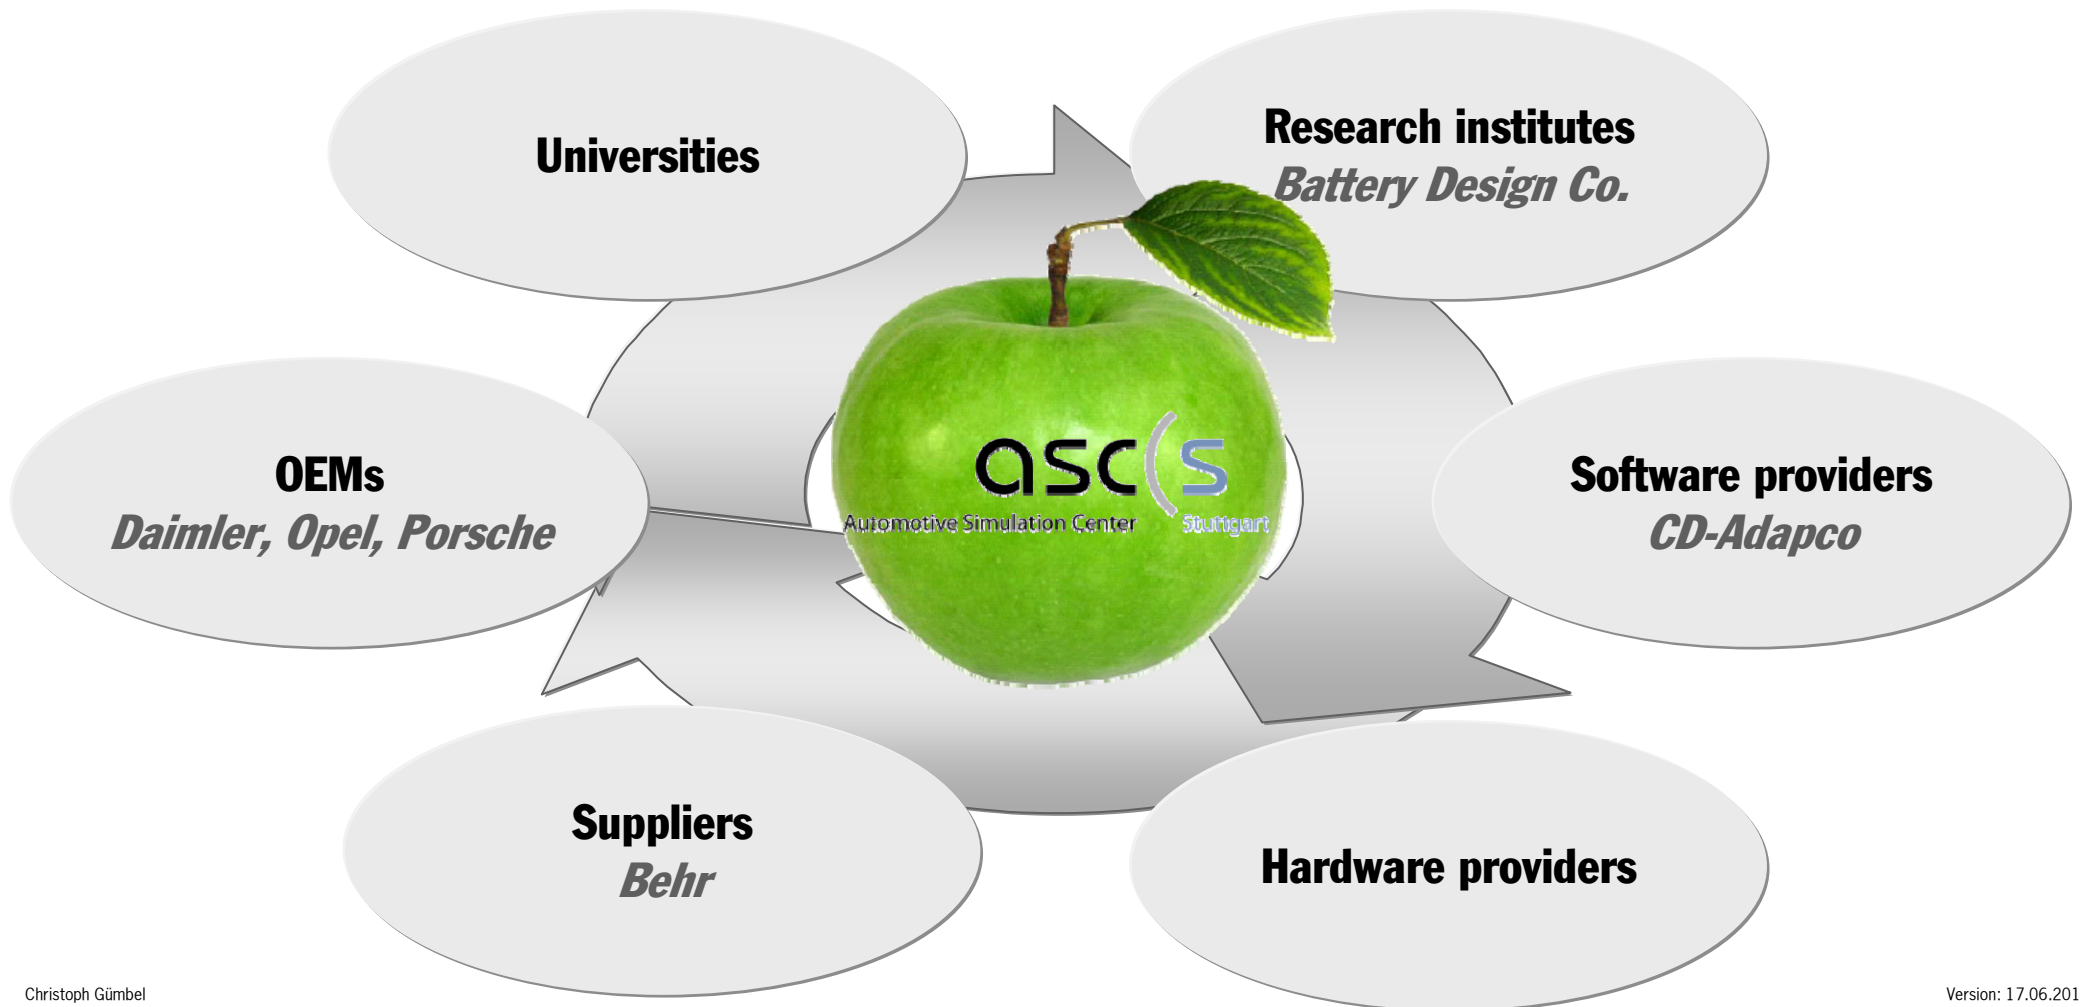 Universities
Research institutes
Battery Design Co.
OEMs
Daimler, Opel, Porsche
asc(s
Automotive Simulation Center Stuttgart
Software providers
CD-Adapco
Suppliers
Behr
Hardware providers
Christoph Gümbel
Version: 17.06.201